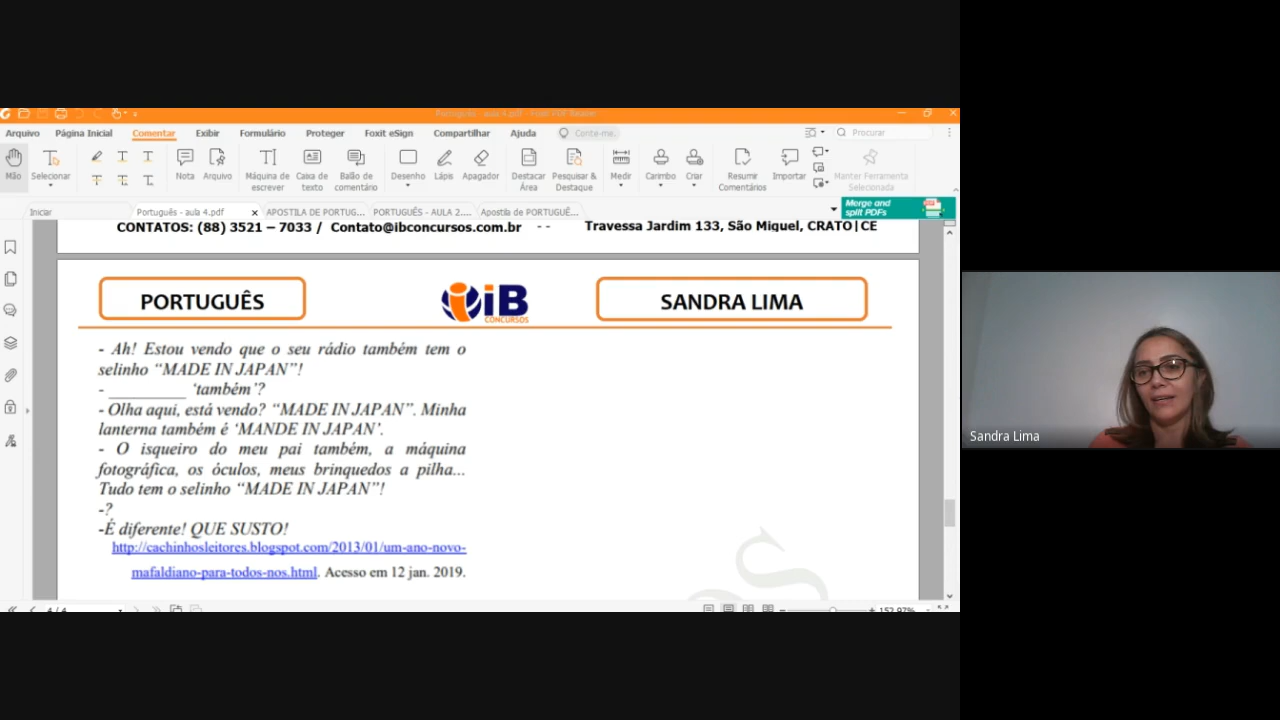 Arquivo Página Inicial Comentar Exibir Formulário Proteger Foxit eSign Compartilhar Ajuda Conte-me. Procurar
Mão Selecionar Nota Arquivo Máquina de escrever Caixa de texto Balão de comentário Desenho Lápis Apagador Destacar Área Pesquisar & Destaque Medir Carimbo Criar Resumir Comentários Importar Manter Ferramenta Selecionada
Iniciar Português - aula 4.pdf APOSTILA DE PORTUG... PORTUGUÊS - AULA 2.... Apostila de PORTUGUÊ...
Merge and
split PDFs
CONTATOS: (88) 3521 – 7033 / Contato@ibconcursos.com.br - - Travessa Jardim 133, São Miguel, CRATO|CE
PORTUGUÊS iB CONCURSOS SANDRA LIMA
- Ah! Estou vendo que o seu rádio também tem o
selinho “MADE IN JAPAN”!
- _________ ‘também’?
- Olha aqui, está vendo? “MADE IN JAPAN”. Minha
lanterna também é ‘MANDE IN JAPAN’.
- O isqueiro do meu pai também, a máquina
fotográfica, os óculos, meus brinquedos a pilha...
Tudo tem o selinho “MADE IN JAPAN”!
-?
-É diferente! QUE SUSTO!
http://cachinhosleitores.blogspot.com/2013/01/um-ano-novo-
mafaldiano-para-todos-nos.html. Acesso em 12 jan. 2019.
4 / 4 152,97%
Sandra Lima